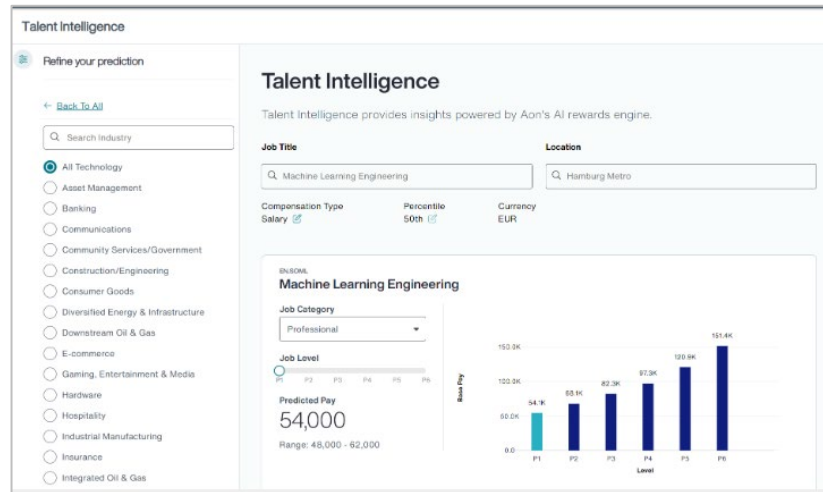 Talent Intelligence
Refine your prediction
← Back To All
Search Industry
All Technology
Asset Management
Banking
Communications
Community Services/Government
Construction/Engineering
Consumer Goods
Diversified Energy & Infrastructure
Downstream Oil & Gas
E-commerce
Gaming, Entertainment & Media
Hardware
Hospitality
Industrial Manufacturing
Insurance
Integrated Oil & Gas
Talent Intelligence
Talent Intelligence provides insights powered by Aon's AI rewards engine.
Job Title Location
Machine Learning Engineering Hamburg Metro
Compensation Type Percentile Currency
Salary 50th EUR
EN.SOML
Machine Learning Engineering
Job Category
Professional
Job Level
P1 P2 P3 P4 P5 P6
Predicted Pay
54,000
Range: 48,000 - 62,000
Base Pay
150.0K
120.0K
60.0K
0.0
54.1K 68.1K 82.3K 97.3K 120.9K 151.4K
P1 P2 P3 P4 P5 P6
Level